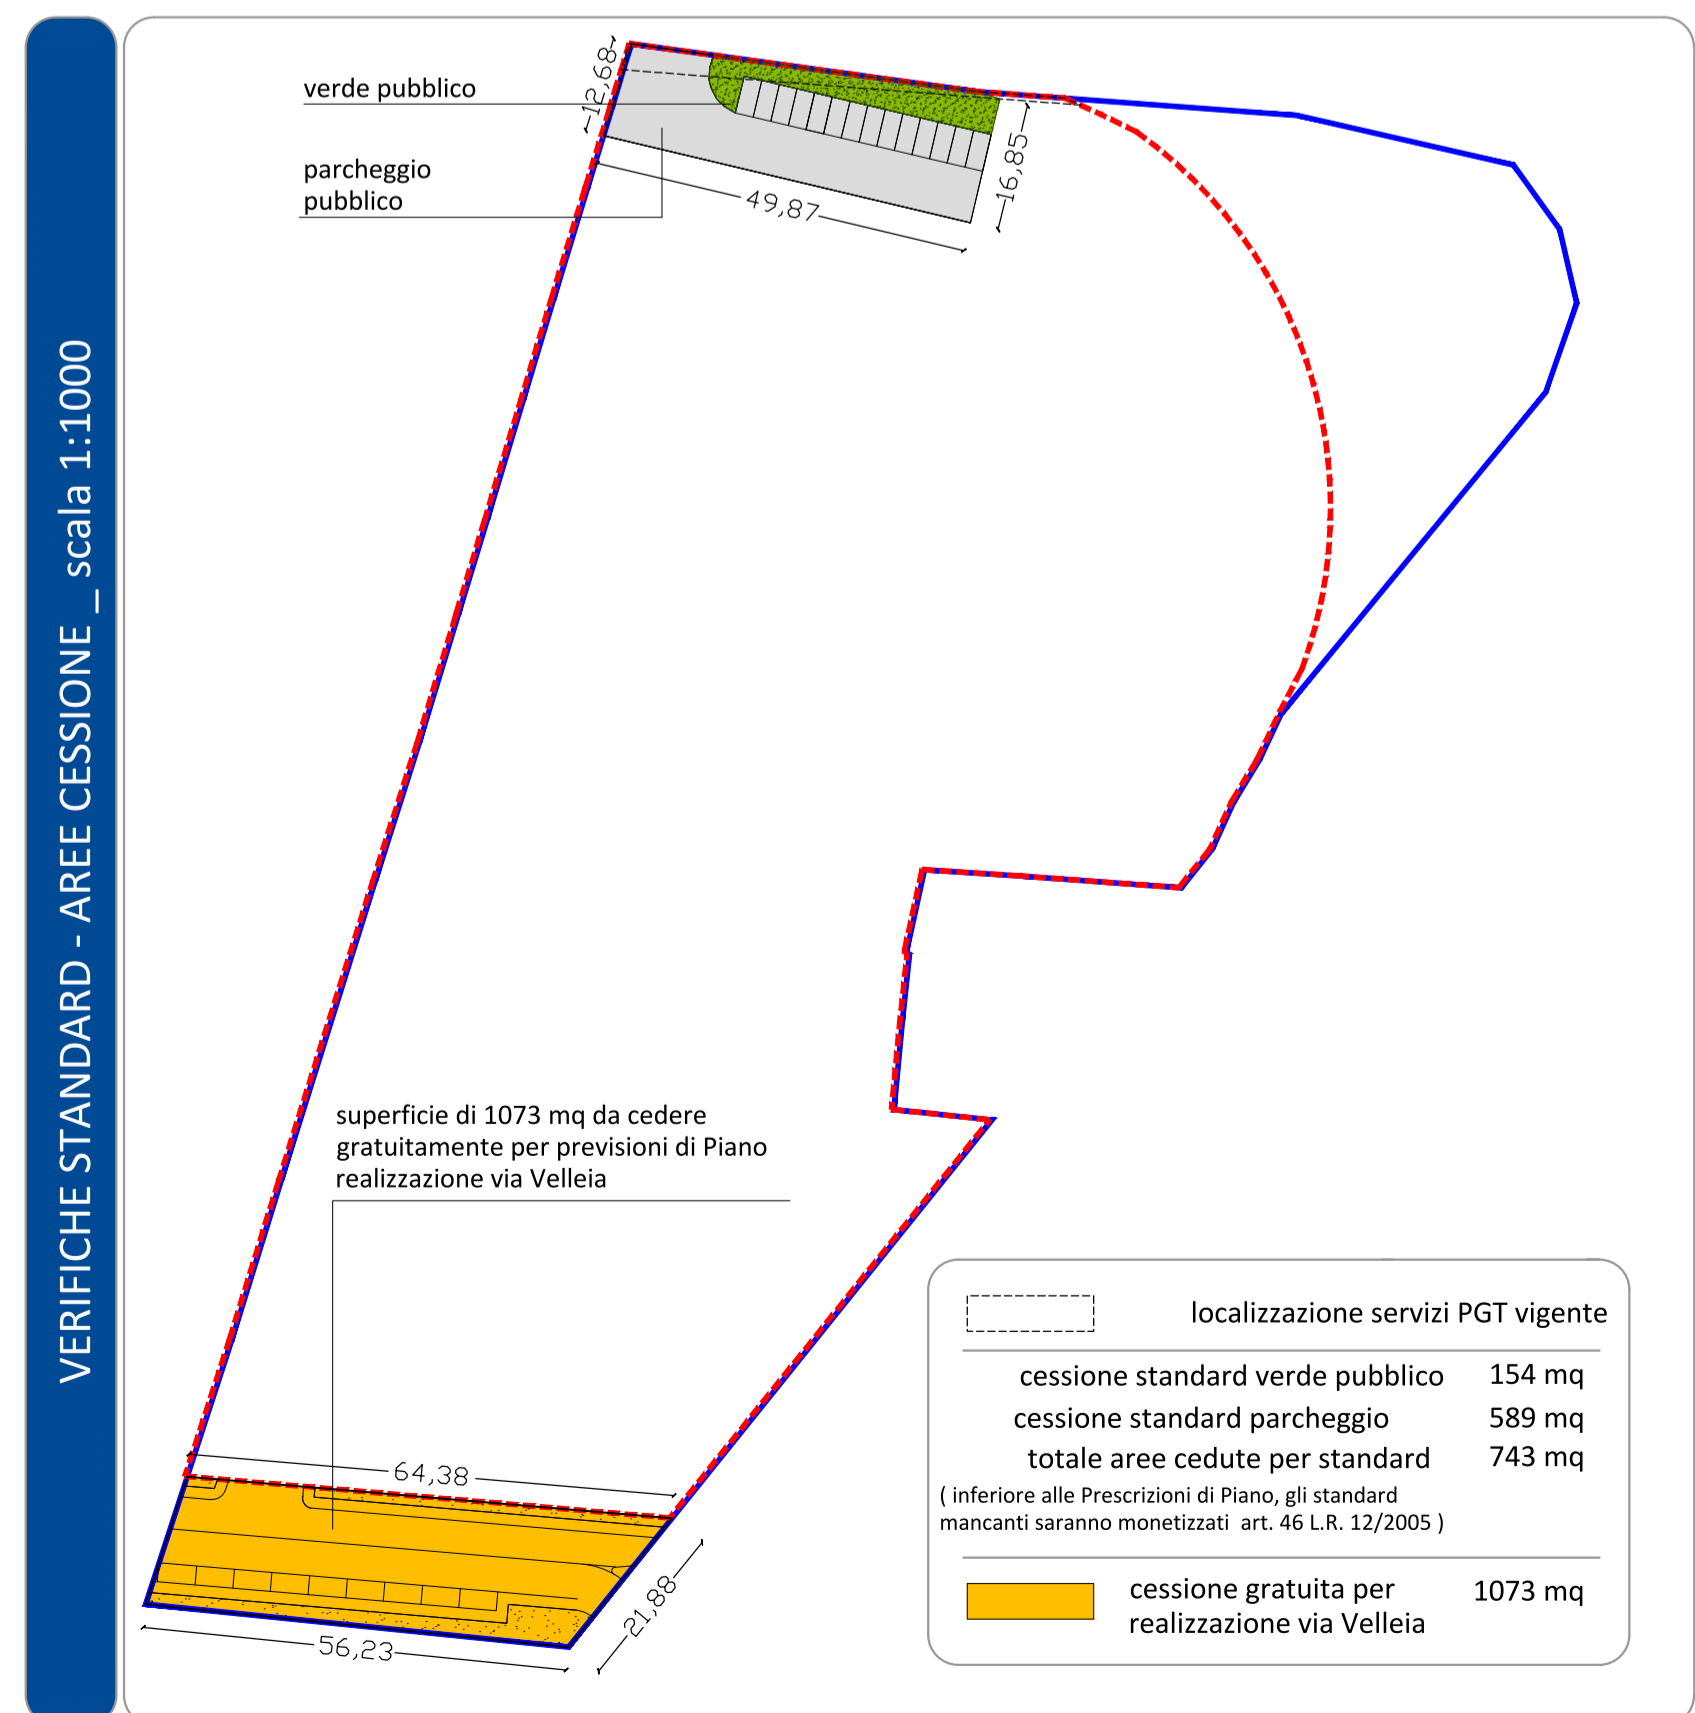 VERIFICHE STANDARD - AREE CESSIONE _ scala 1:1000
verde pubblico
parcheggio
pubblico
12,68
49,87
16,85
superficie di 1073 mq da cedere
gratuitamente per previsioni di Piano
realizzazione via Velleia
64,38
56,23
21,88
localizzazione servizi PGT vigente
cessione standard verde pubblico 154 mq
cessione standard parcheggio 589 mq
totale aree cedute per standard 743 mq
( inferiore alle Prescrizioni di Piano, gli standard
mancanti saranno monetizzati art. 46 L.R. 12/2005 )
cessione gratuita per 1073 mq
realizzazione via Velleia